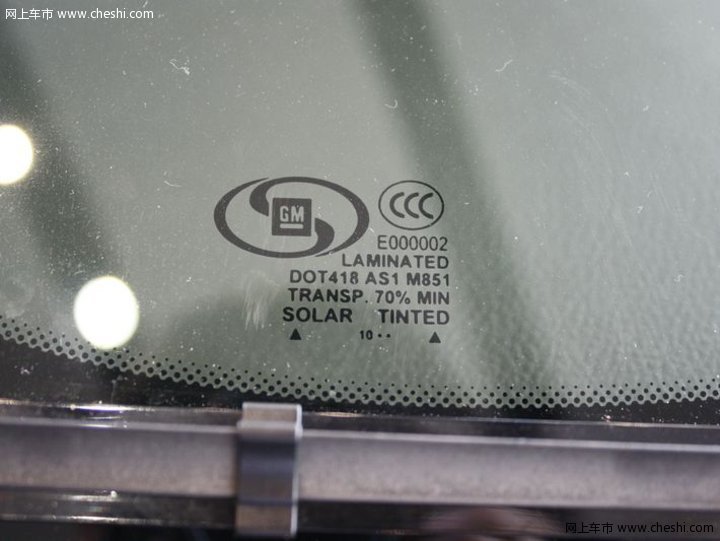 网上车市 www.cheshi.com
GM
CCC
E000002
LAMINATED
DOT418 AS1 M851
TRANSP. 70% MIN
SOLAR TINTED
▲ 10 •• ▲
网上车市 www.cheshi.com